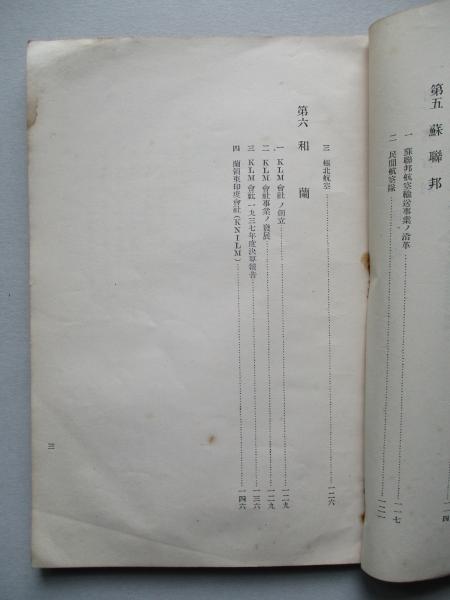 第五 蘇聯邦
一 蘇聯邦航空輸送事業ノ沿革……一一七
二 民間航空隊……一二一
三 極北航空……一二六
第六 和蘭
一 KLM會社ノ創立……一二九
二 KLM會社事業ノ發展……一二九
三 KLM會社一九三七年度決算報告……一三六
四 蘭領東印度會社(KNILM)……一四六
三